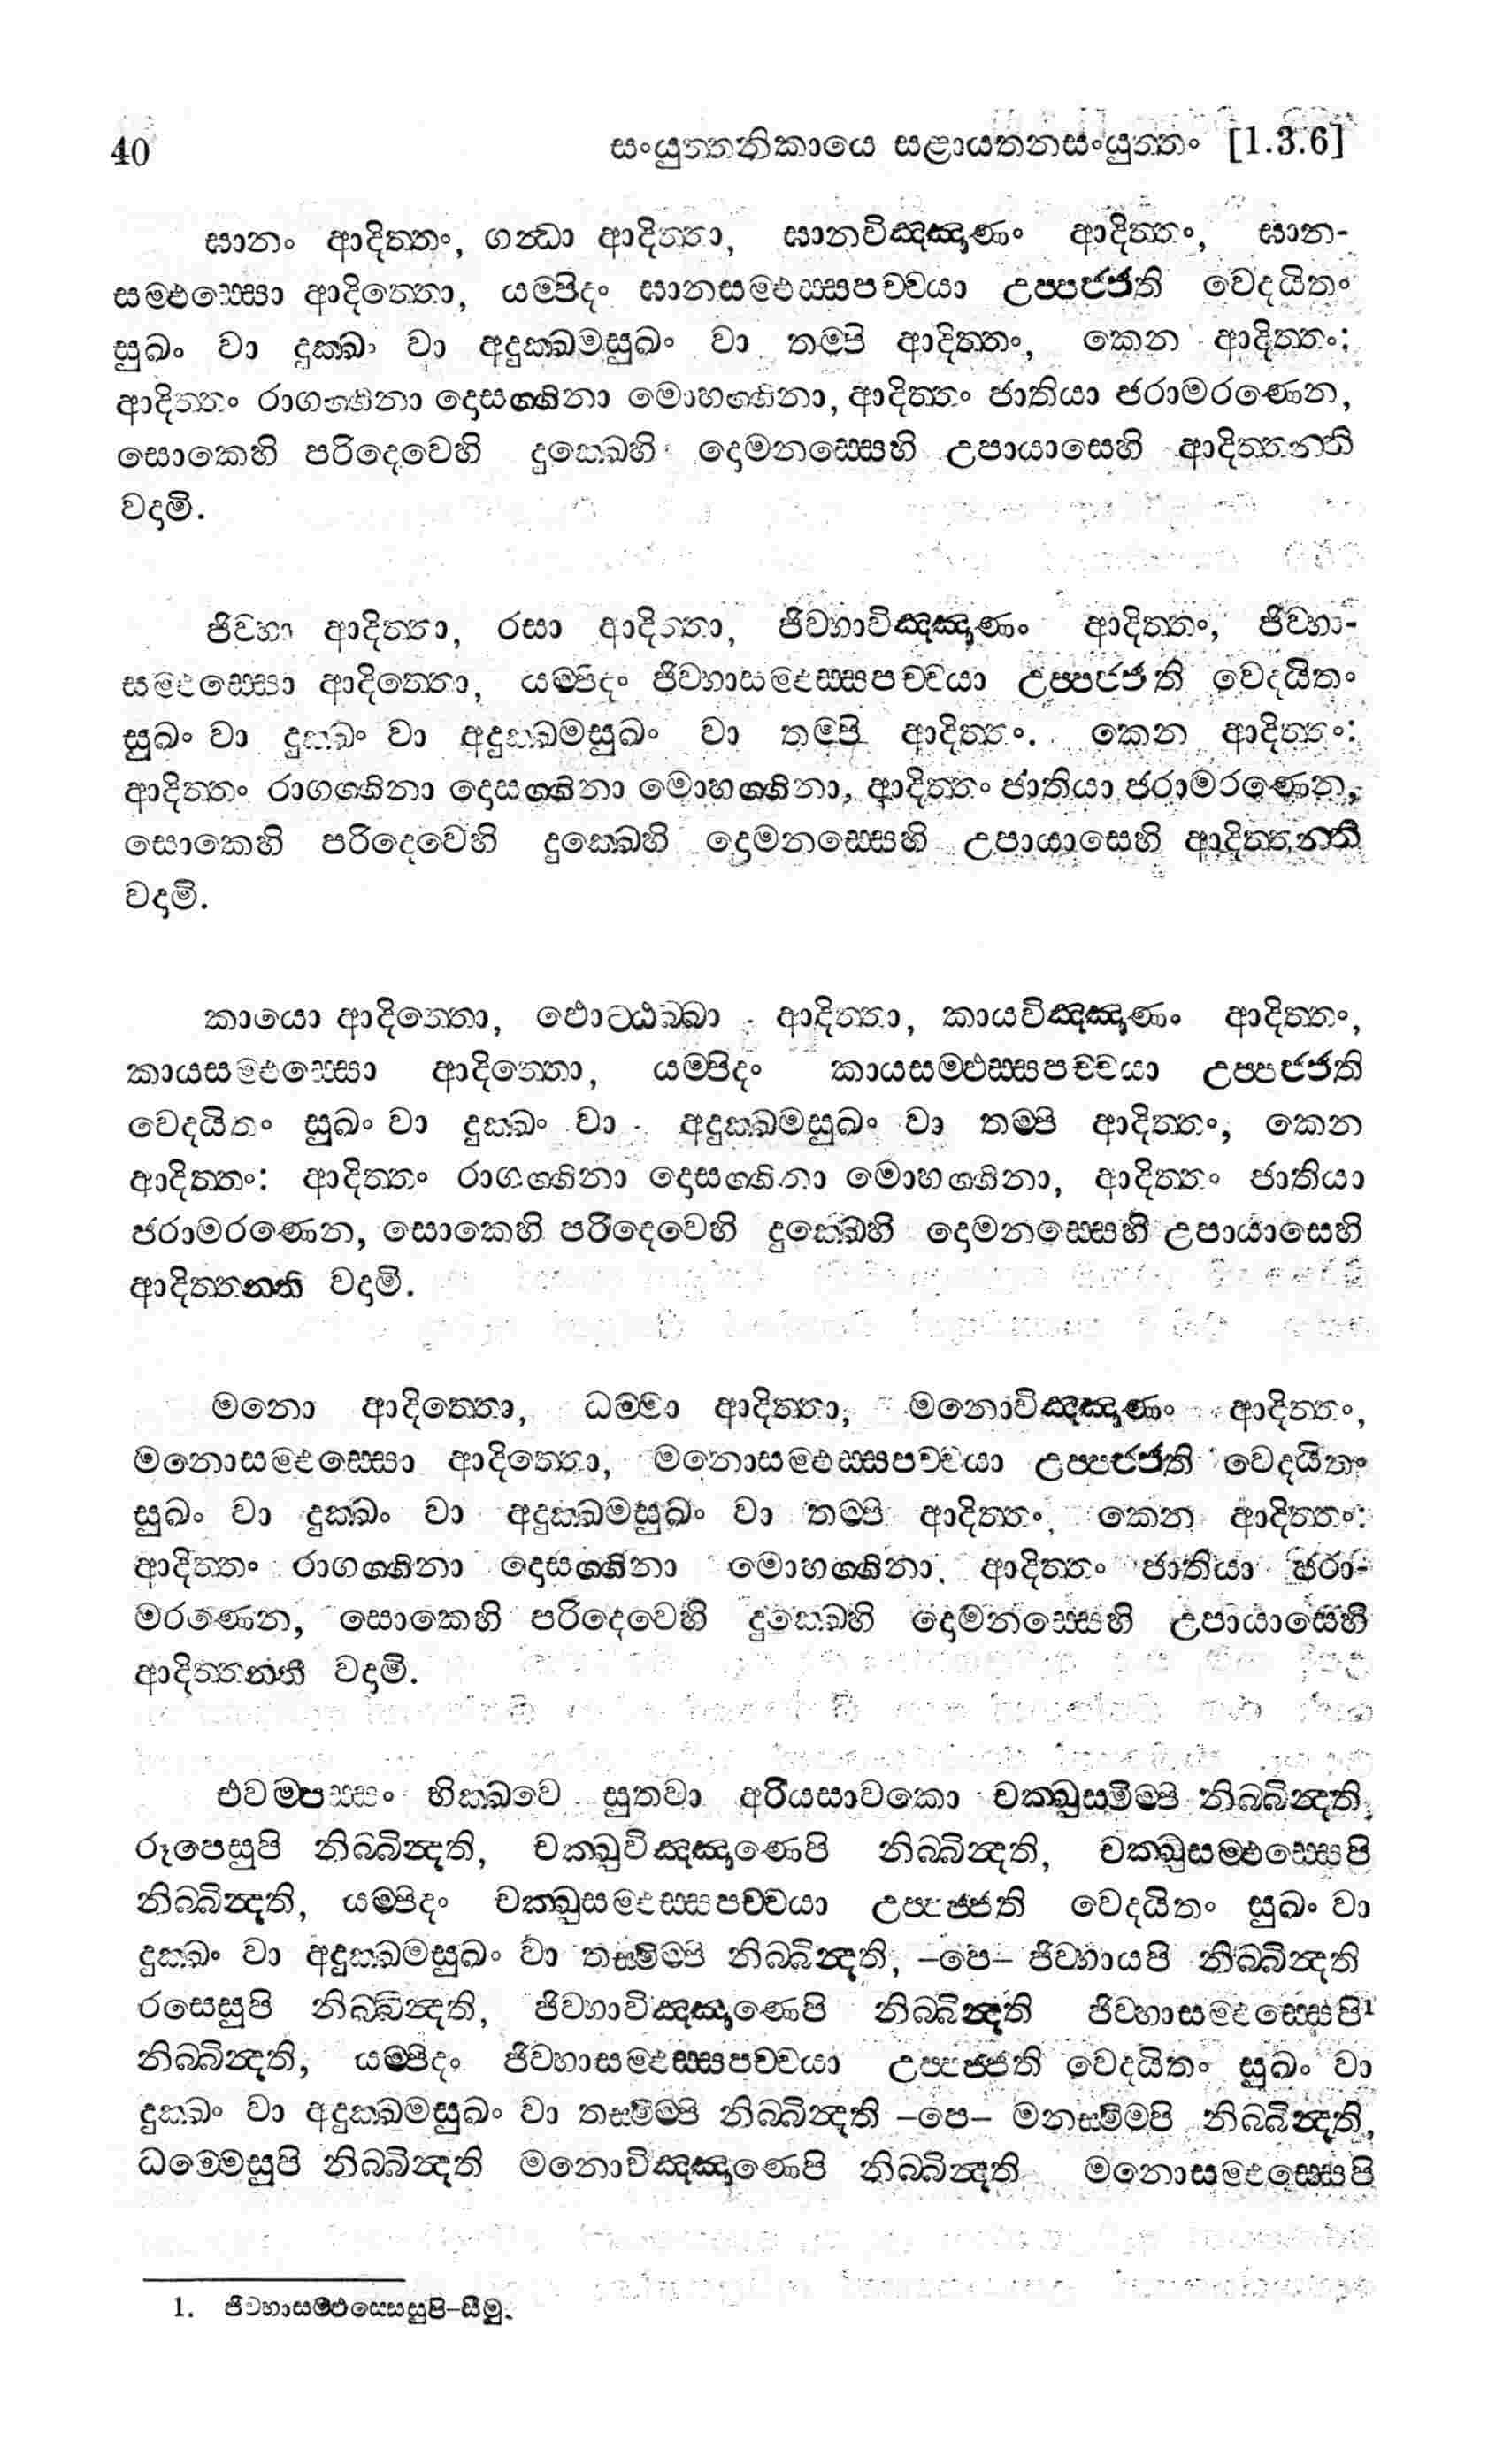 40 සංයුත්තනිකායෙ සළායතනසංයුත්තං [1.3.6]
ඝානං ආදිත්තං, ගන්ධා ආදිත්තා, ඝානවිඤ්ඤාණං ආදිත්තං, ඝාන-
සම්ඵස්සො ආදිත්තො, යම්පිදං ඝානසම්ඵස්සපච්චයා උප්පජ්ජති වෙදයිතං
සුඛං වා දුක්ඛං වා අදුක්ඛමසුඛං වා තම්පි ආදිත්තං, කෙන ආදිත්තං:
ආදිත්තං රාගග්ගිනා දොසග්ගිනා මොහග්ගිනා, ආදිත්තං ජාතියා ජරාමරණෙන,
සොකෙහි පරිදෙවෙහි දුක්ඛෙහි දොමනස්සෙහි උපායාසෙහි ආදිත්තන්ති
වදාමි.
ජිව්හා ආදිත්තා, රසා ආදිත්තා, ජිව්හාවිඤ්ඤාණං ආදිත්තං, ජිව්හා-
සම්ඵස්සො ආදිත්තො, යම්පිදං ජිව්හාසම්ඵස්සපච්චයා උප්පජ්ජති වෙදයිතං
සුඛං වා දුක්ඛං වා අදුක්ඛමසුඛං වා තම්පි ආදිත්තං. කෙන ආදිත්තං:
ආදිත්තං රාගග්ගිනා දොසග්ගිනා මොහග්ගිනා, ආදිත්තං ජාතියා ජරාමරණෙන,
සොකෙහි පරිදෙවෙහි දුක්ඛෙහි දොමනස්සෙහි උපායාසෙහි ආදිත්තන්ති
වදාමි.
කායො ආදිත්තො, ඵොට්ඨබ්බා ආදිත්තා, කායවිඤ්ඤාණං ආදිත්තං,
කායසම්ඵස්සො ආදිත්තො, යම්පිදං කායසම්ඵස්සපච්චයා උප්පජ්ජති
වෙදයිතං සුඛං වා දුක්ඛං වා අදුක්ඛමසුඛං වා තම්පි ආදිත්තං, කෙන
ආදිත්තං: ආදිත්තං රාගග්ගිනා දොසග්ගිනා මොහග්ගිනා, ආදිත්තං ජාතියා
ජරාමරණෙන, සොකෙහි පරිදෙවෙහි දුක්ඛෙහි දොමනස්සෙහි උපායාසෙහි
ආදිත්තන්ති වදාමි.
මනො ආදිත්තො, ධම්මා ආදිත්තා, මනොවිඤ්ඤාණං ආදිත්තං,
මනොසම්ඵස්සො ආදිත්තො, මනොසම්ඵස්සපච්චයා උප්පජ්ජති වෙදයිතං
සුඛං වා දුක්ඛං වා අදුක්ඛමසුඛං වා තම්පි ආදිත්තං, කෙන ආදිත්තං:
ආදිත්තං රාගග්ගිනා දොසග්ගිනා මොහග්ගිනා, ආදිත්තං ජාතියා ජරා-
මරණෙන, සොකෙහි පරිදෙවෙහි දුක්ඛෙහි දොමනස්සෙහි උපායාසෙහි
ආදිත්තන්ති වදාමි.
එවම්පස්සං භික්ඛවෙ සුතවා අරියසාවකො චක්ඛුස්මිම්පි නිබ්බින්දති,
රූපෙසුපි නිබ්බින්දති, චක්ඛුවිඤ්ඤාණෙපි නිබ්බින්දති, චක්ඛුසම්ඵස්සෙපි
නිබ්බින්දති, යම්පිදං චක්ඛුසම්ඵස්සපච්චයා උප්පජ්ජති වෙදයිතං සුඛං වා
දුක්ඛං වා අදුක්ඛමසුඛං වා තස්මිම්පි නිබ්බින්දති, –පෙ– ජිව්හායපි නිබ්බින්දති
රසෙසුපි නිබ්බින්දති, ජිව්හාවිඤ්ඤාණෙපි නිබ්බින්දති ජිව්හාසම්ඵස්සෙපි¹
නිබ්බින්දති, යම්පිදං ජිව්හාසම්ඵස්සපච්චයා උප්පජ්ජති වෙදයිතං සුඛං වා
දුක්ඛං වා අදුක්ඛමසුඛං වා තස්මිම්පි නිබ්බින්දති –පෙ– මනස්මිම්පි නිබ්බින්දති,
ධම්මෙසුපි නිබ්බින්දති මනොවිඤ්ඤාණෙපි නිබ්බින්දති මනොසම්ඵස්සෙපි
1. ජිව්හාසම්ඵස්සෙසුපි–සීමු.